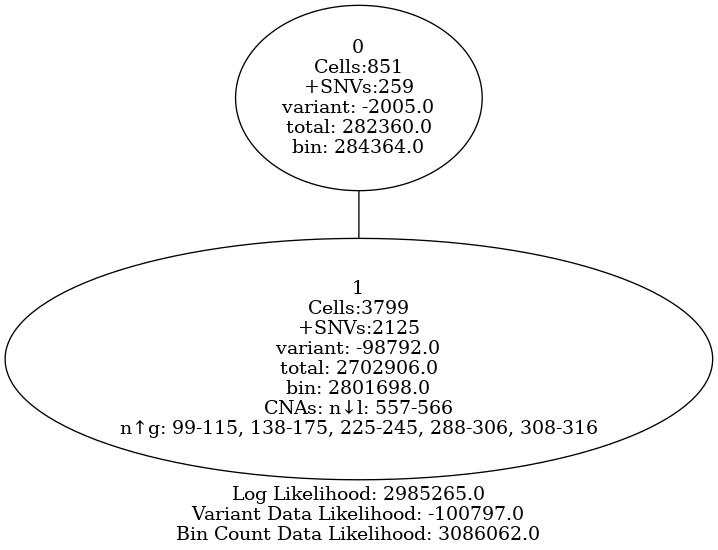 0
Cells:851
+SNVs:259
variant: -2005.0
total: 282360.0
bin: 284364.0
1
Cells:3799
+SNVs:2125
variant: -98792.0
total: 2702906.0
bin: 2801698.0
CNAs: n↓l: 557-566
n↑g: 99-115, 138-175, 225-245, 288-306, 308-316
Log Likelihood: 2985265.0
Variant Data Likelihood: -100797.0
Bin Count Data Likelihood: 3086062.0